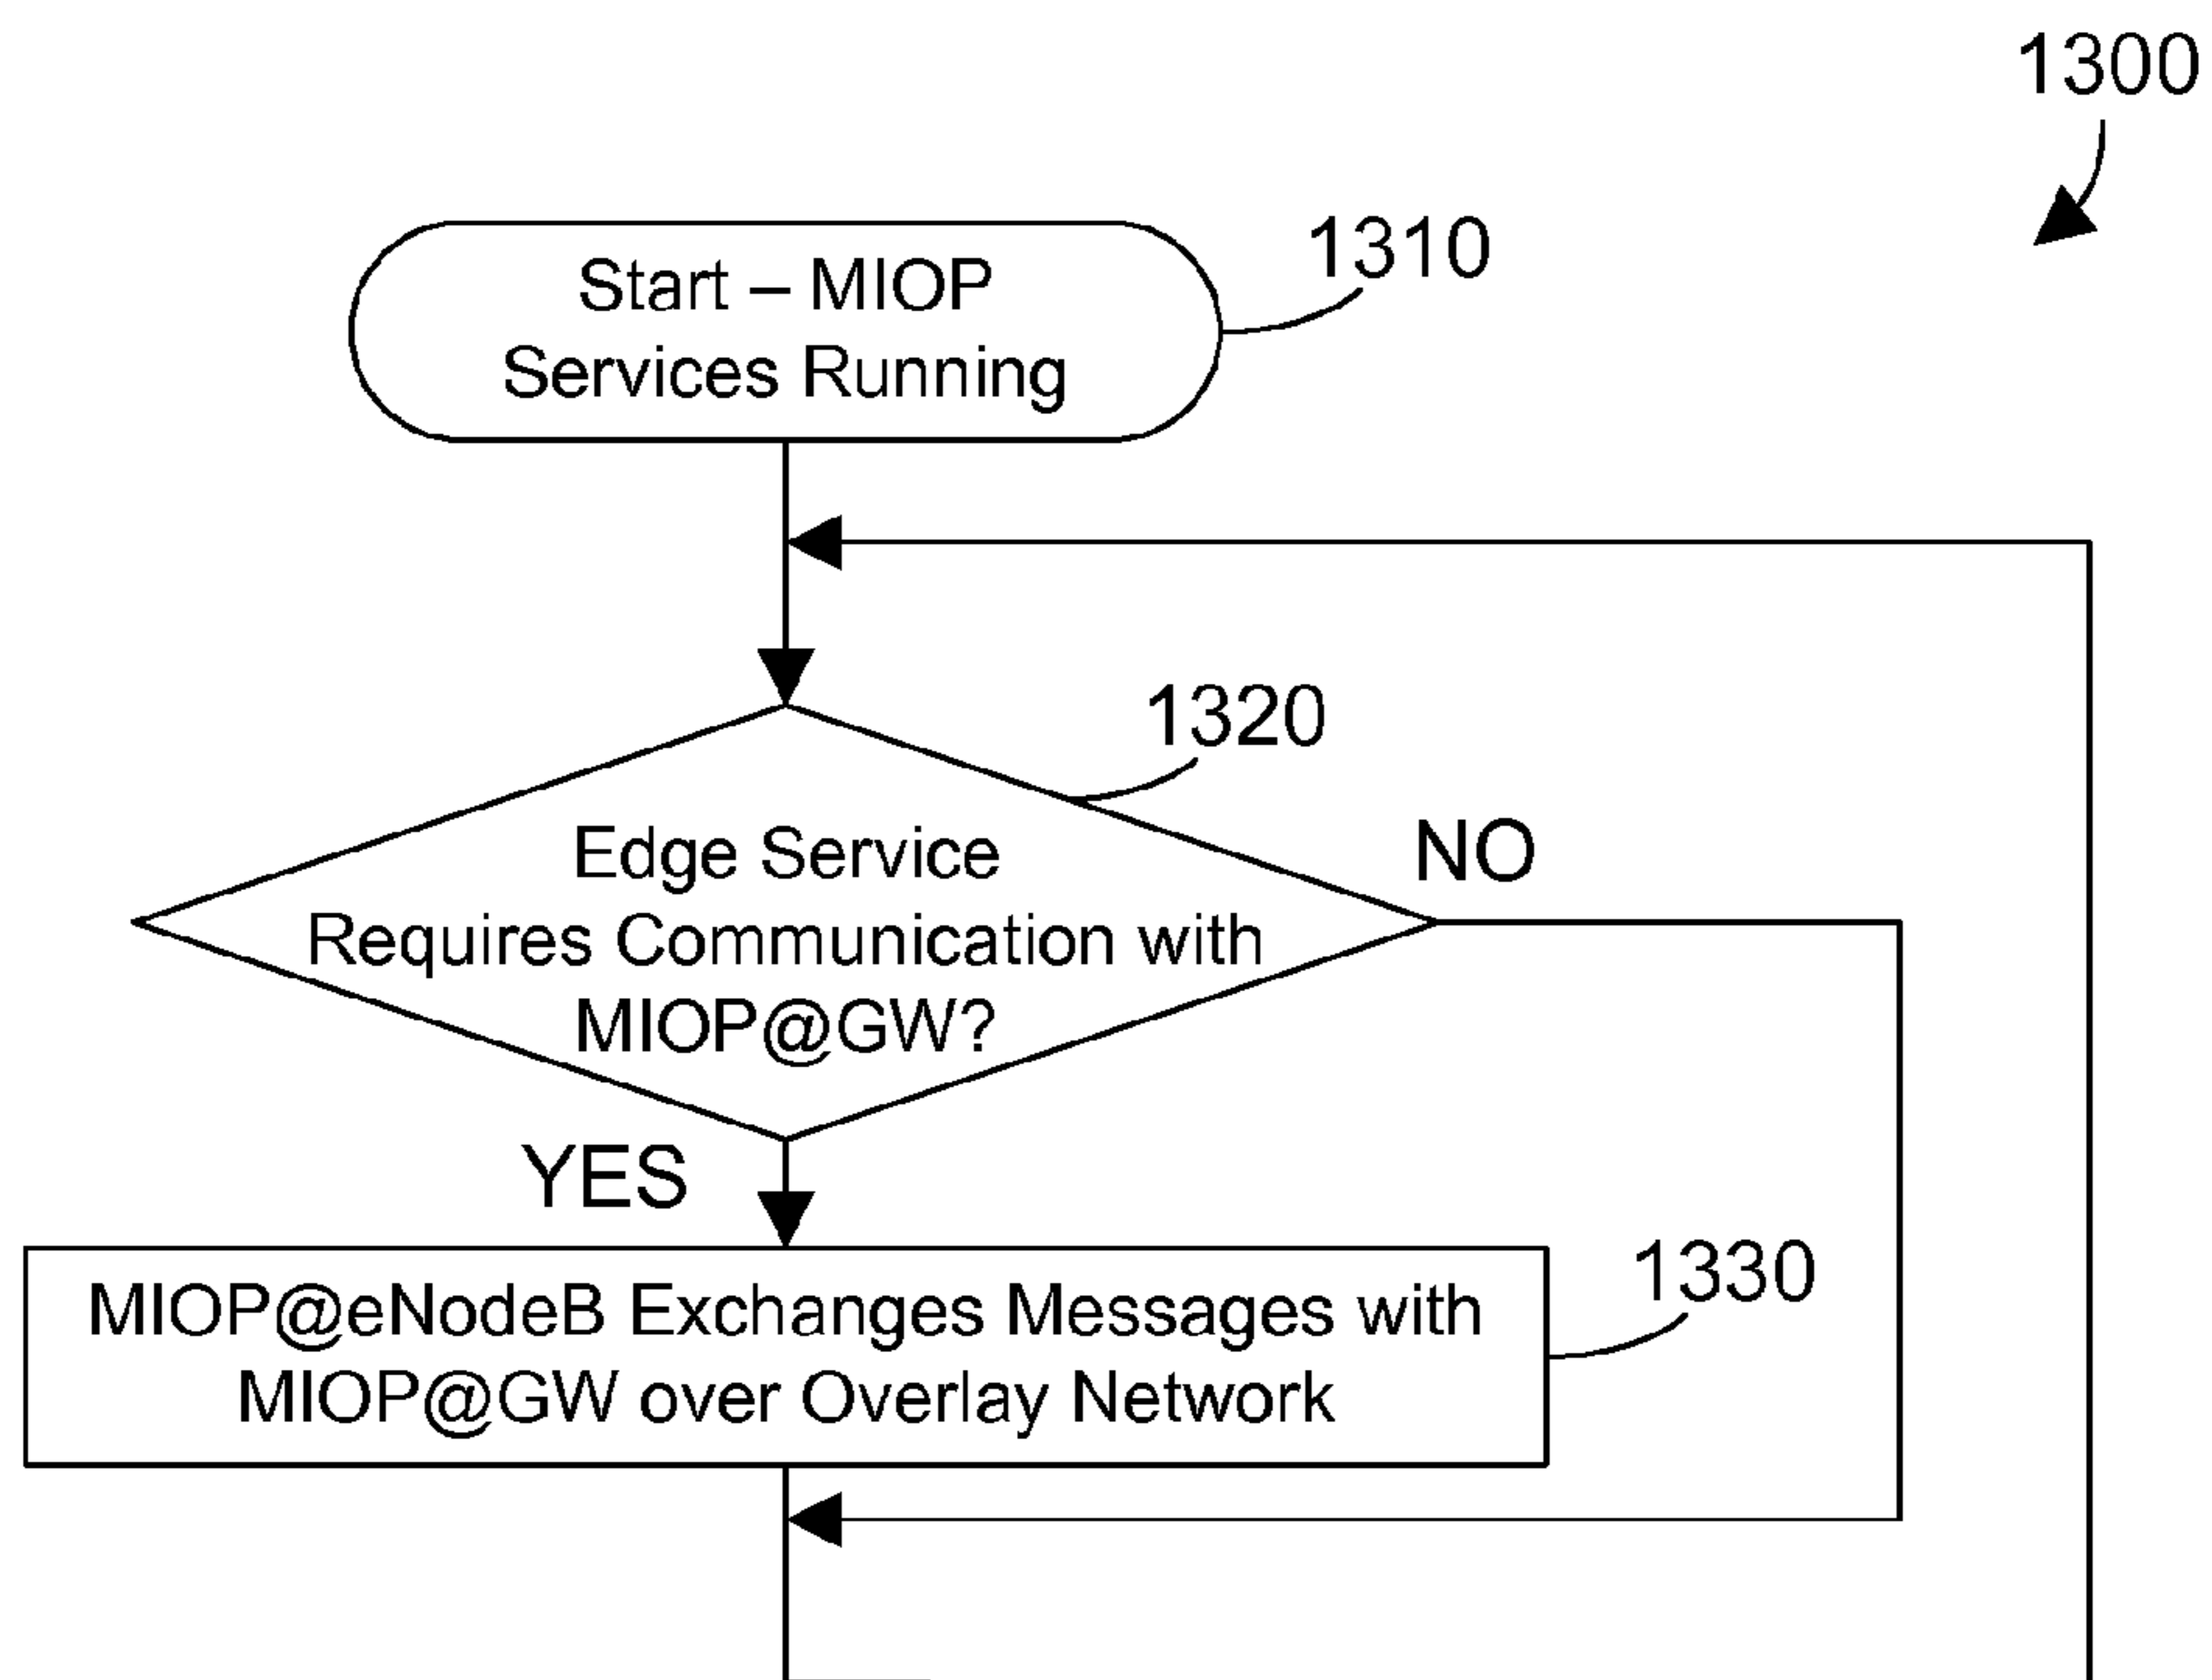 1300
Start – MIOP
Services Running
1310
1320
Edge Service
Requires Communication with
MIOP@GW?
NO
YES
MIOP@eNodeB Exchanges Messages with
MIOP@GW over Overlay Network
1330